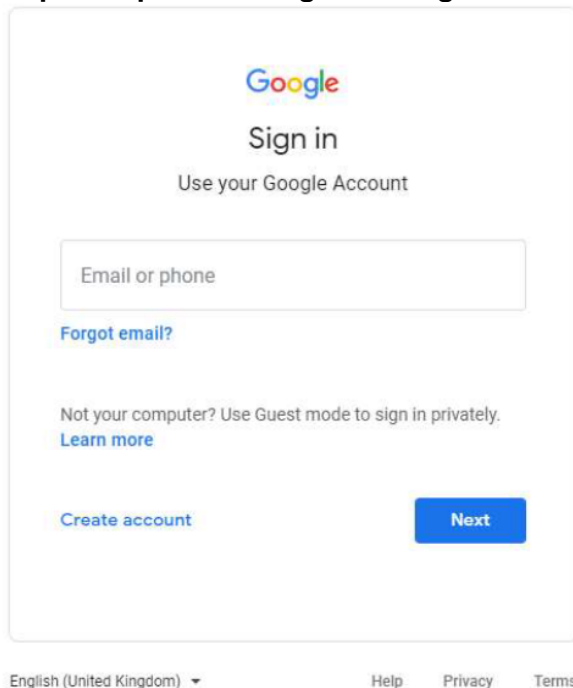 Google
Sign in
Use your Google Account
Email or phone
Forgot email?
Not your computer? Use Guest mode to sign in privately.
Learn more
Create account Next
English (United Kingdom) Help Privacy Terms